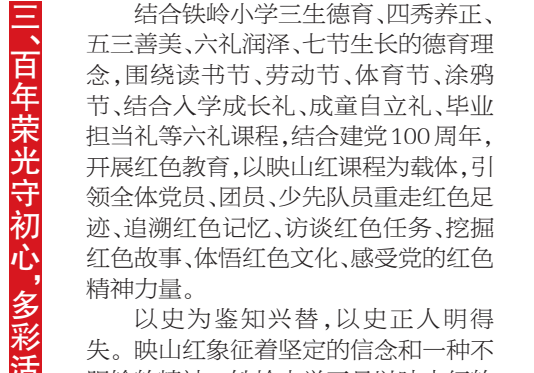 三、百年荣光守初心,多彩活
结合铁岭小学三生德育、四秀养正、
五三善美、六礼润泽、七节生长的德育理
念,围绕读书节、劳动节、体育节、涂鸦
节、结合入学成长礼、成童自立礼、毕业
担当礼等六礼课程,结合建党100周年,
开展红色教育,以映山红课程为载体,引
领全体党员、团员、少先队员重走红色足
迹、追溯红色记忆、访谈红色任务、挖掘
红色故事、体悟红色文化、感受党的红色
精神力量。
以史为鉴知兴替,以史正人明得
失。映山红象征着坚定的信念和一种不